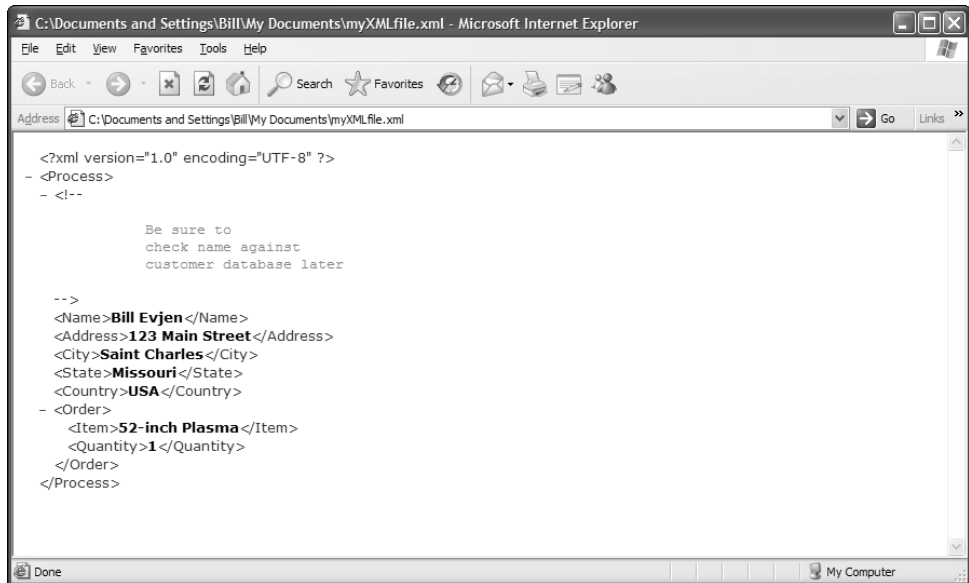 C:\Documents and Settings\Bill\My Documents\myXMLfile.xml - Microsoft Internet Explorer
File Edit View Favorites Tools Help
Back Search Favorites
Address C:\Documents and Settings\Bill\My Documents\myXMLfile.xml Go Links »
<?xml version="1.0" encoding="UTF-8" ?>
– <Process>
– <!--
Be sure to
check name against
customer database later
-->
<Name>Bill Evjen</Name>
<Address>123 Main Street</Address>
<City>Saint Charles</City>
<State>Missouri</State>
<Country>USA</Country>
– <Order>
<Item>52-inch Plasma</Item>
<Quantity>1</Quantity>
</Order>
</Process>
Done My Computer